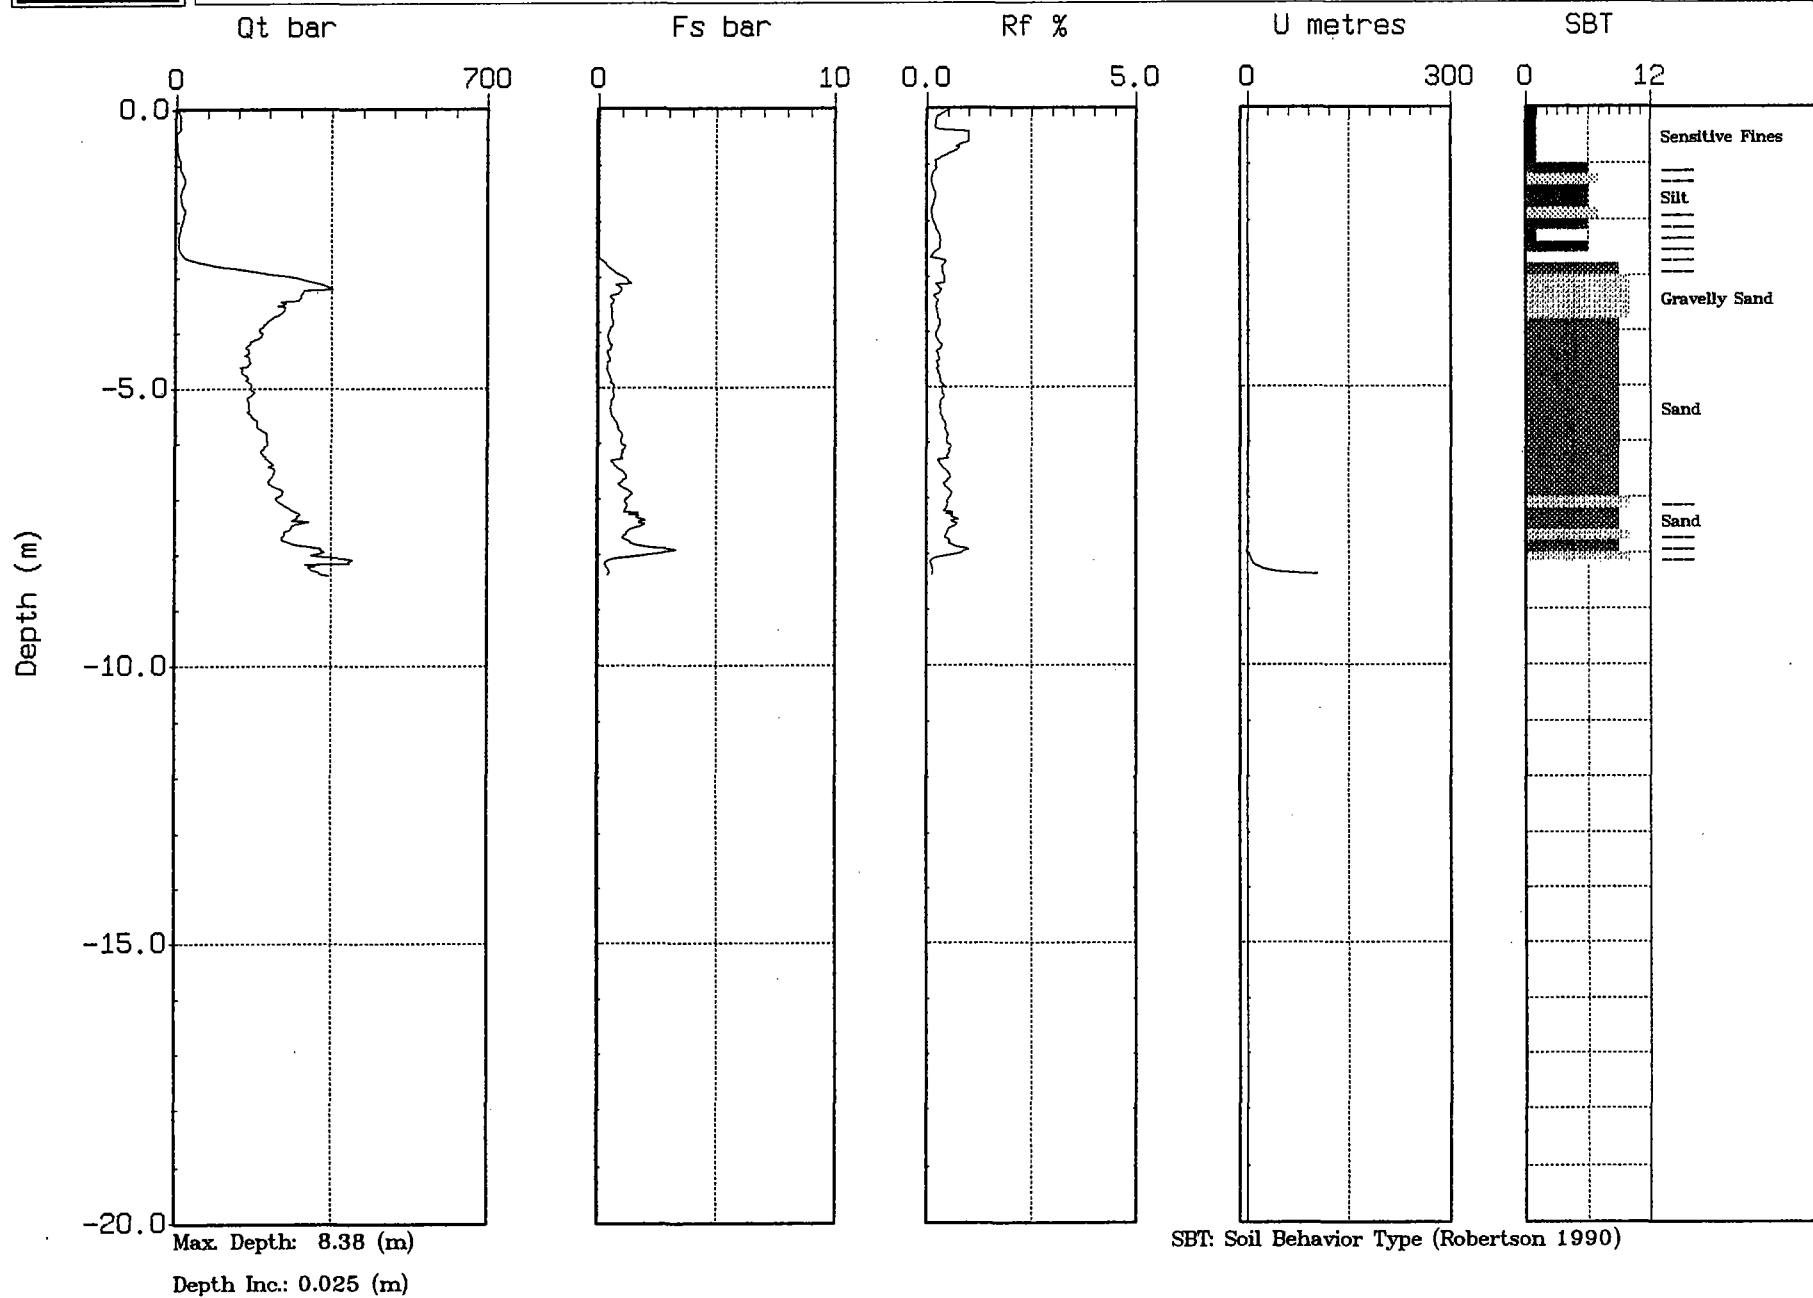 Qt bar Fs bar Rf % U metres SBT
0 700 0 10 0.0 5.0 0 300 0 12
0.0
Sensitive Fines
Silt
Gravelly Sand
-5.0
Sand
Sand
Depth (m)
-10.0
-15.0
-20.0
Max. Depth: 8.38 (m)
SBT: Soil Behavior Type (Robertson 1990)
Depth Inc.: 0.025 (m)